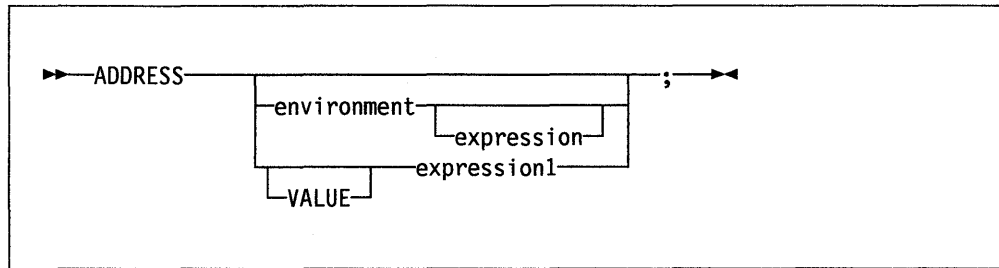 ADDRESS ;
environment
expression
expression1
VALUE